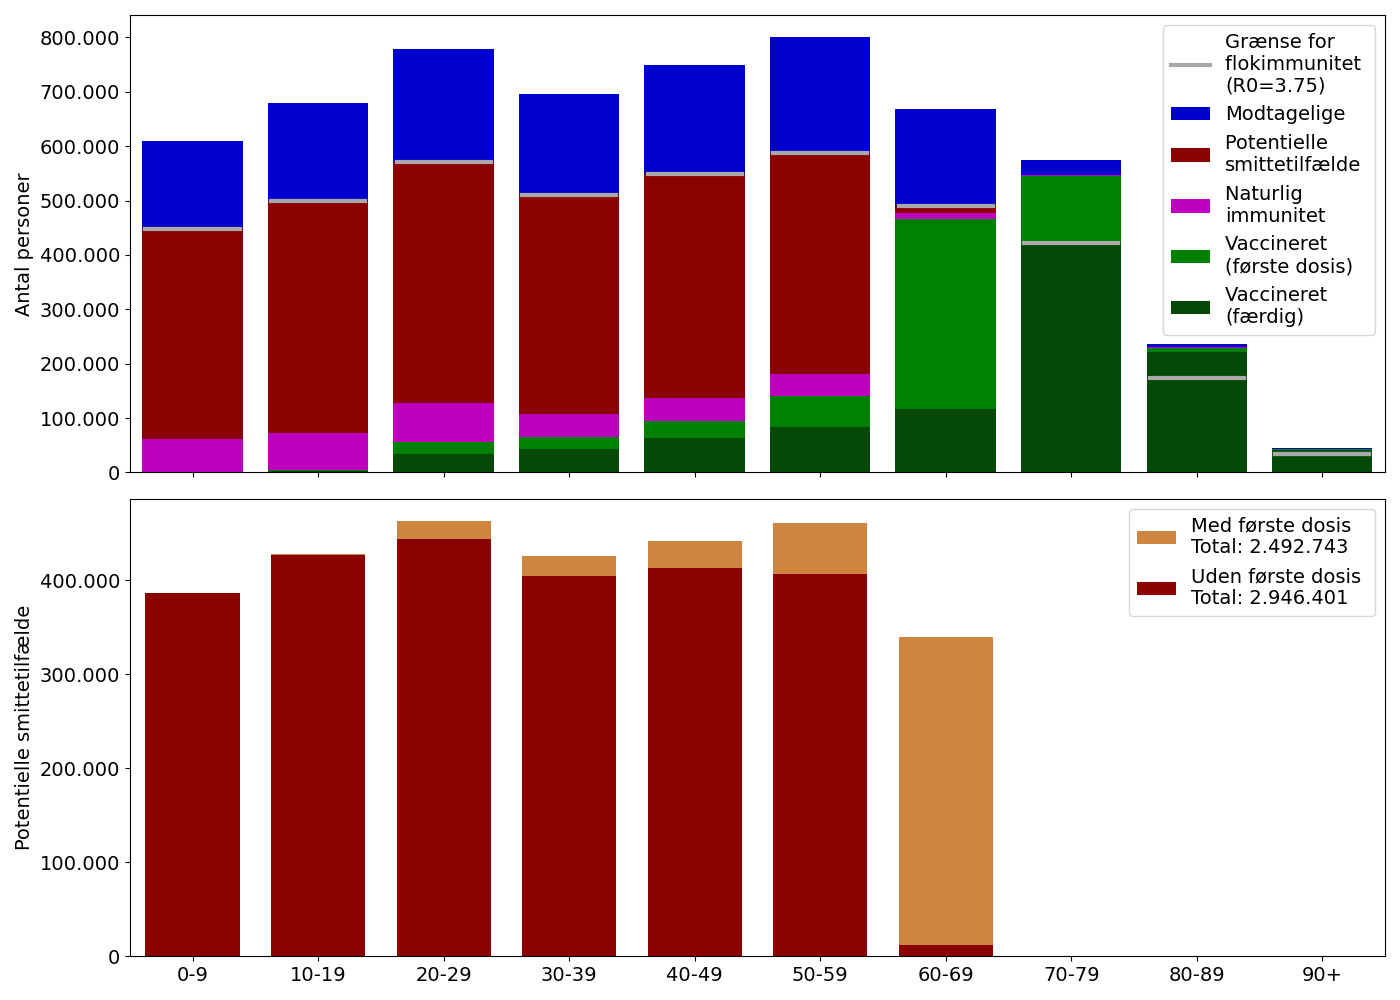 800.000
700.000
600.000
500.000
400.000
300.000
200.000
100.000
0
Antal personer
Grænse for
flokimmunitet
(R0=3.75)
Modtagelige
Potentielle
smittetilfælde
Naturlig
immunitet
Vaccineret
(første dosis)
Vaccineret
(færdig)
400.000
300.000
200.000
100.000
0
Potentielle smittetilfælde
Med første dosis
Total: 2.492.743
Uden første dosis
Total: 2.946.401
0-9 10-19 20-29 30-39 40-49 50-59 60-69 70-79 80-89 90+